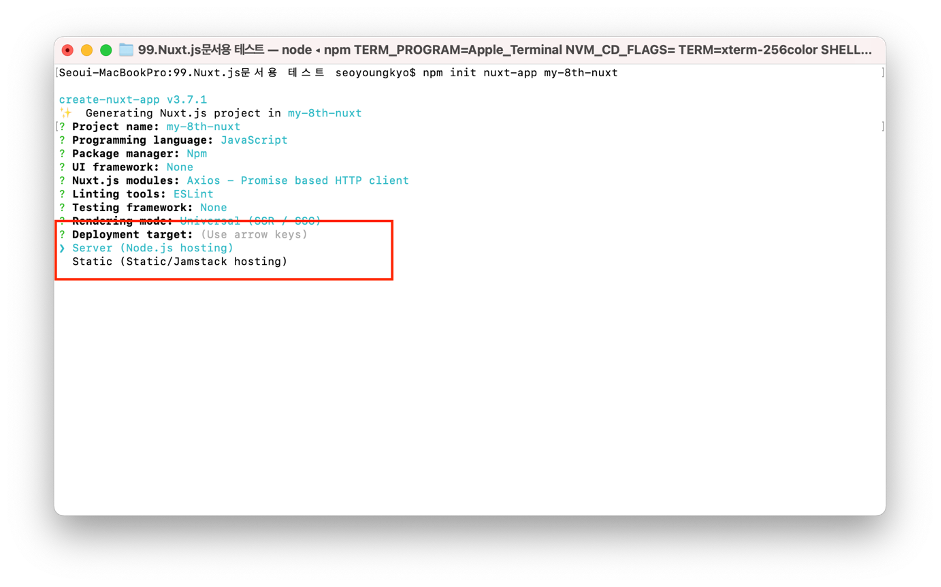 99.Nuxt.js문서용 테스트 — node ◂ npm TERM_PROGRAM=Apple_Terminal NVM_CD_FLAGS= TERM=xterm-256color SHELL...
[Seoui-MacBookPro:99.Nuxt.js문서용 테스트 seoyoungkyo$ npm init nuxt-app my-8th-nuxt ]
create-nuxt-app v3.7.1
✨ Generating Nuxt.js project in my-8th-nuxt
[? Project name: my-8th-nuxt ]
? Programming language: JavaScript
? Package manager: Npm
? UI framework: None
? Nuxt.js modules: Axios - Promise based HTTP client
? Linting tools: ESLint
? Testing framework: None
? Rendering mode: Universal (SSR / SSG)
? Deployment target: (Use arrow keys)
❯ Server (Node.js hosting)
Static (Static/Jamstack hosting)